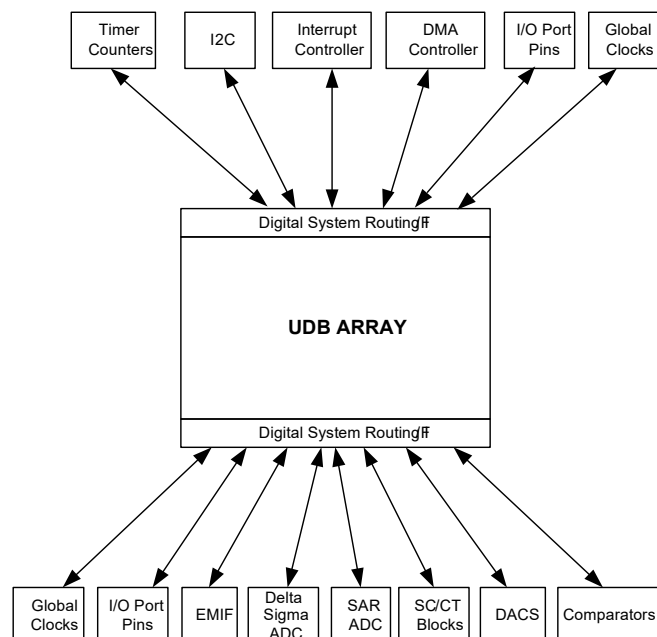 Timer
Counters
I2C
Interrupt
Controller
DMA
Controller
I/O Port
Pins
Global
Clocks
Digital System Routing I/F
UDB ARRAY
Digital System Routing I/F
Global
Clocks
I/O Port
Pins
EMIF
Delta
Sigma
ADC
SAR
ADC
SC/CT
Blocks
DACS
Comparators